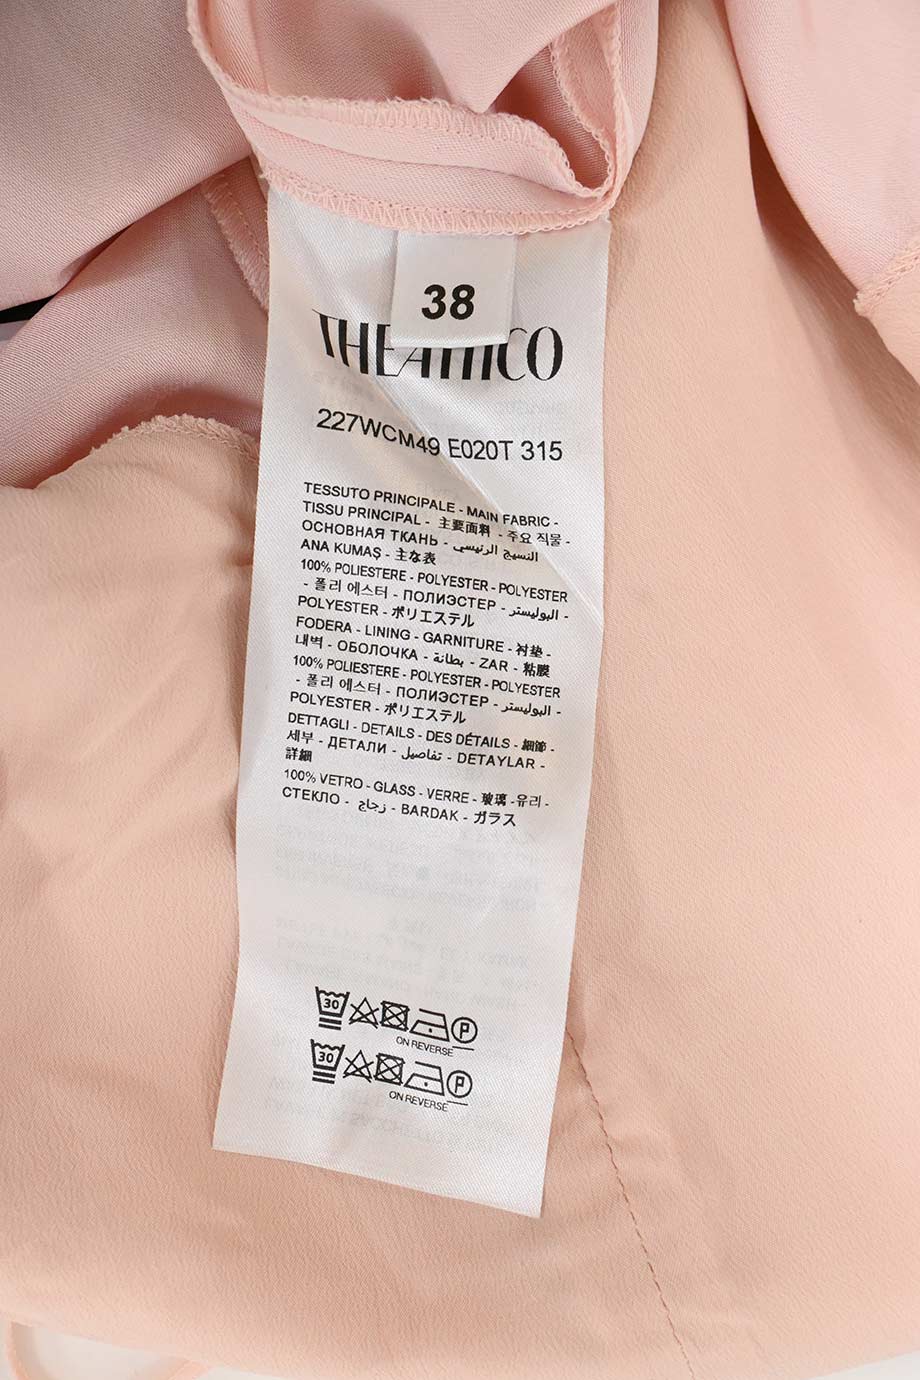 38
THE ATTICO
227WCM49 E020T 315
TESSUTO PRINCIPALE - MAIN FABRIC -
TISSU PRINCIPAL - 主要面料 - 주요 직물 -
ОСНОВНАЯ ТКАНЬ - النسيج الرئيسي -
ANA KUMAŞ - 主な表
100% POLIESTERE - POLYESTER - POLYESTER
- 폴리 에스터 - ПОЛИЭСТЕР - البوليستر -
POLYESTER - ポリエステル
FODERA - LINING - GARNITURE - 衬垫 -
내벽 - ОБОЛОЧКА - بطانة - ZAR - 粘膜
100% POLIESTERE - POLYESTER - POLYESTER
- 폴리 에스터 - ПОЛИЭСТЕР - البوليستر -
POLYESTER - ポリエステル
DETTAGLI - DETAILS - DES DÉTAILS - 細節 -
세부 - ДЕТАЛИ - تفاصيل - DETAYLAR -
詳細
100% VETRO - GLASS - VERRE - 玻璃 -유리 -
СТЕКЛО - زجاج - BARDAK - ガラス
30 P
ON REVERSE
30 P
ON REVERSE